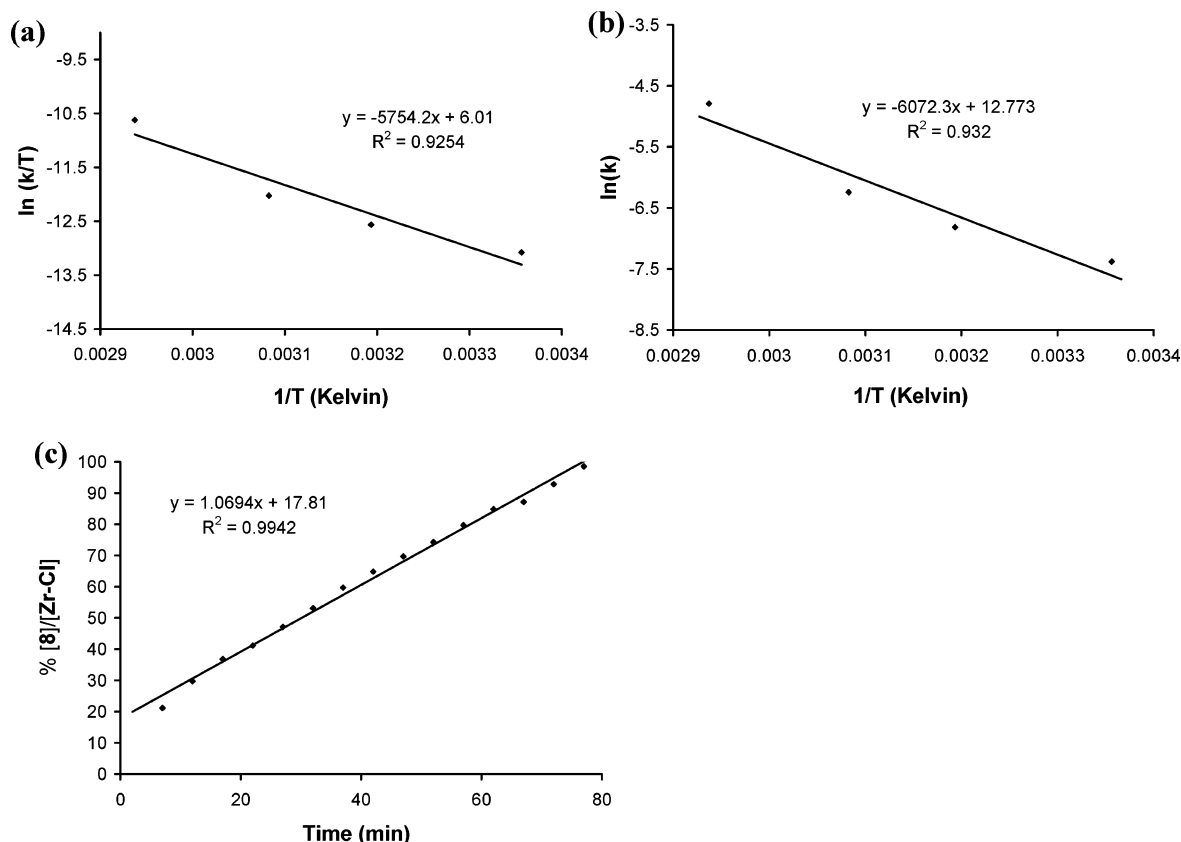 (a)
-9.5
-10.5
-11.5
-12.5
-13.5
-14.5
ln (k/T)
y = -5754.2x + 6.01
R² = 0.9254
0.0029 0.003 0.0031 0.0032 0.0033 0.0034
1/T (Kelvin)
(b)
-3.5
-4.5
-5.5
-6.5
-7.5
-8.5
ln(k)
y = -6072.3x + 12.773
R² = 0.932
0.0029 0.003 0.0031 0.0032 0.0033 0.0034
1/T (Kelvin)
(c)
100
90
80
70
60
50
40
30
20
10
0
% [8]/[Zr-Cl]
y = 1.0694x + 17.81
R² = 0.9942
0 20 40 60 80
Time (min)